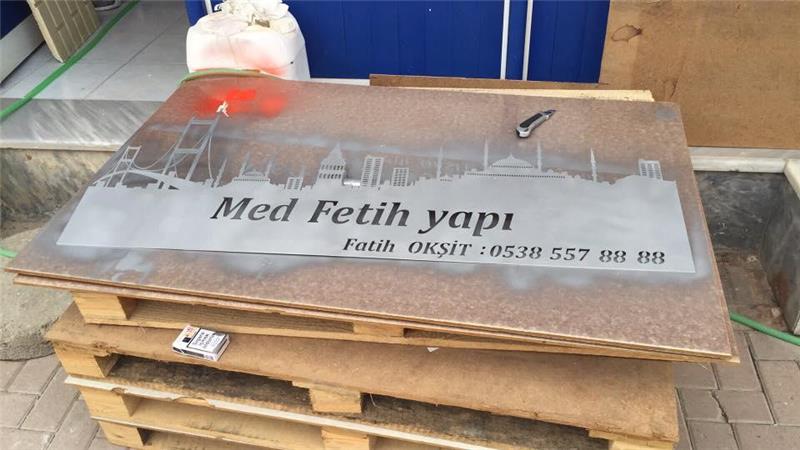 Med Fetih yapı
Fatih OKŞİT : 0538 557 88 88